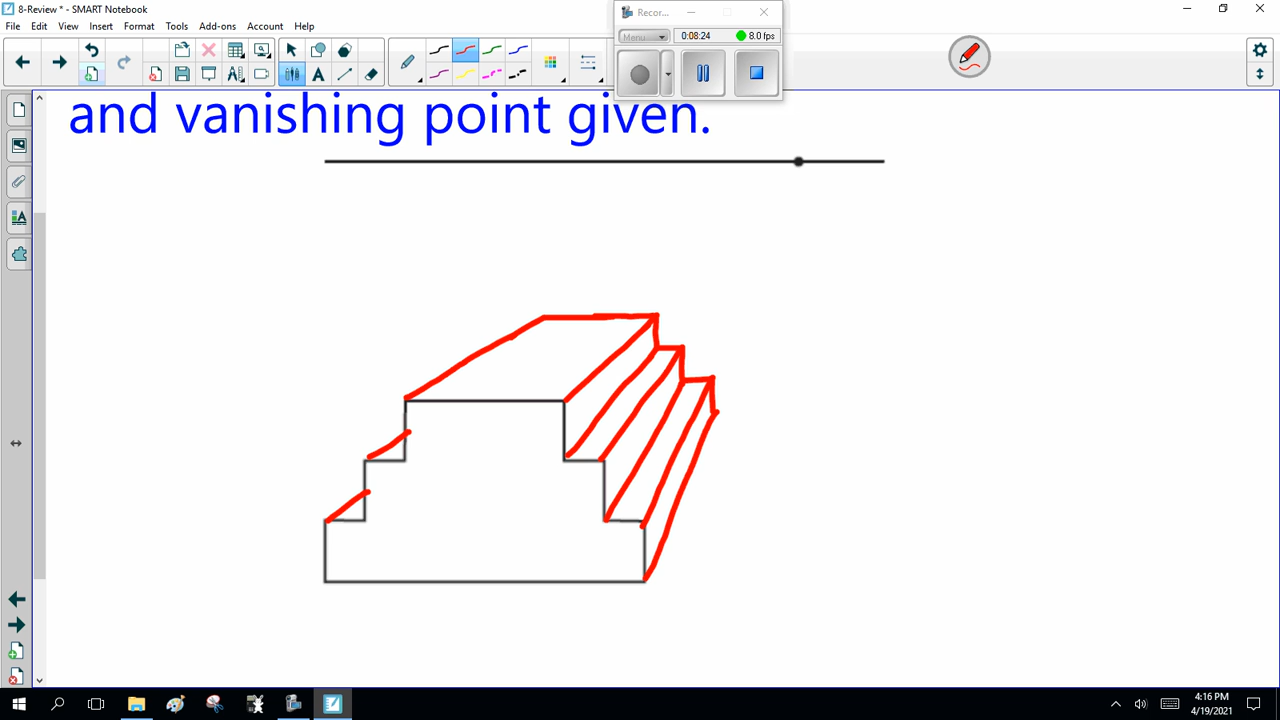 8-Review * - SMART Notebook
Recor...
File Edit View Insert Format Tools Add-ons Account Help
Menu 0:08:24 8.0 fps
and vanishing point given.
4:16 PM
4/19/2021